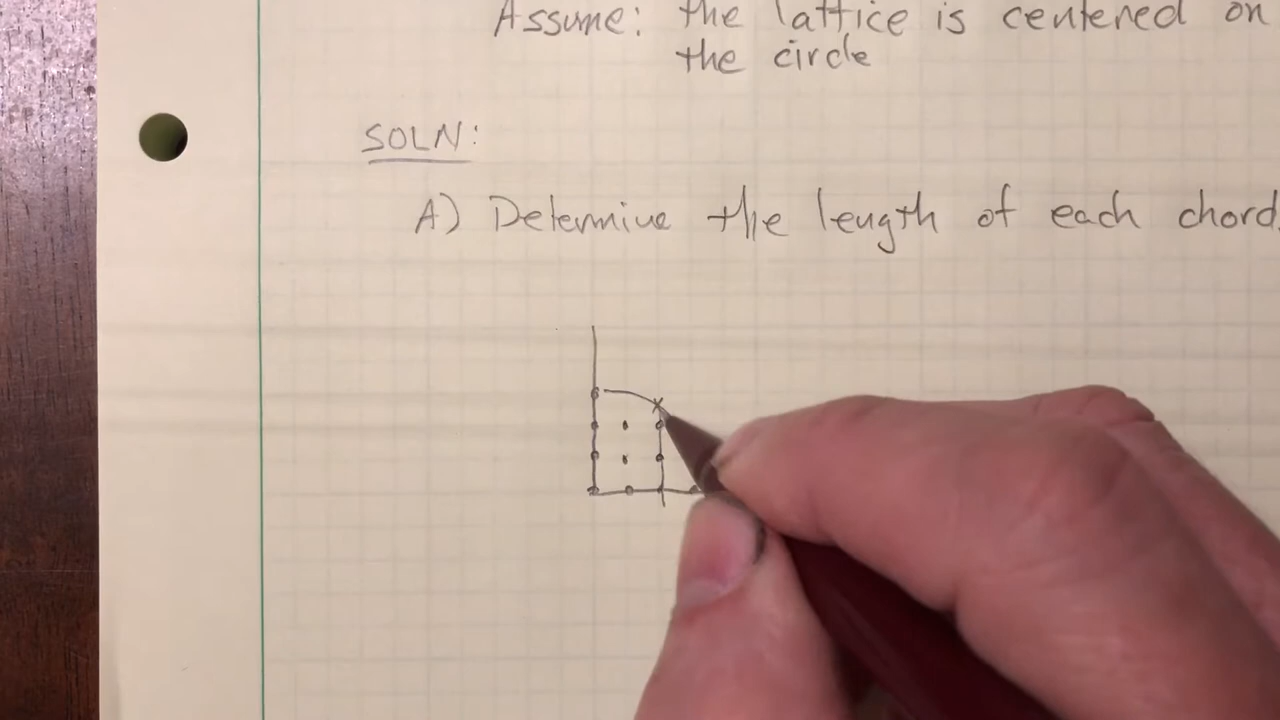 Assume: the lattice is centered on
the circle
SOLN:
A) Determine the length of each chord.